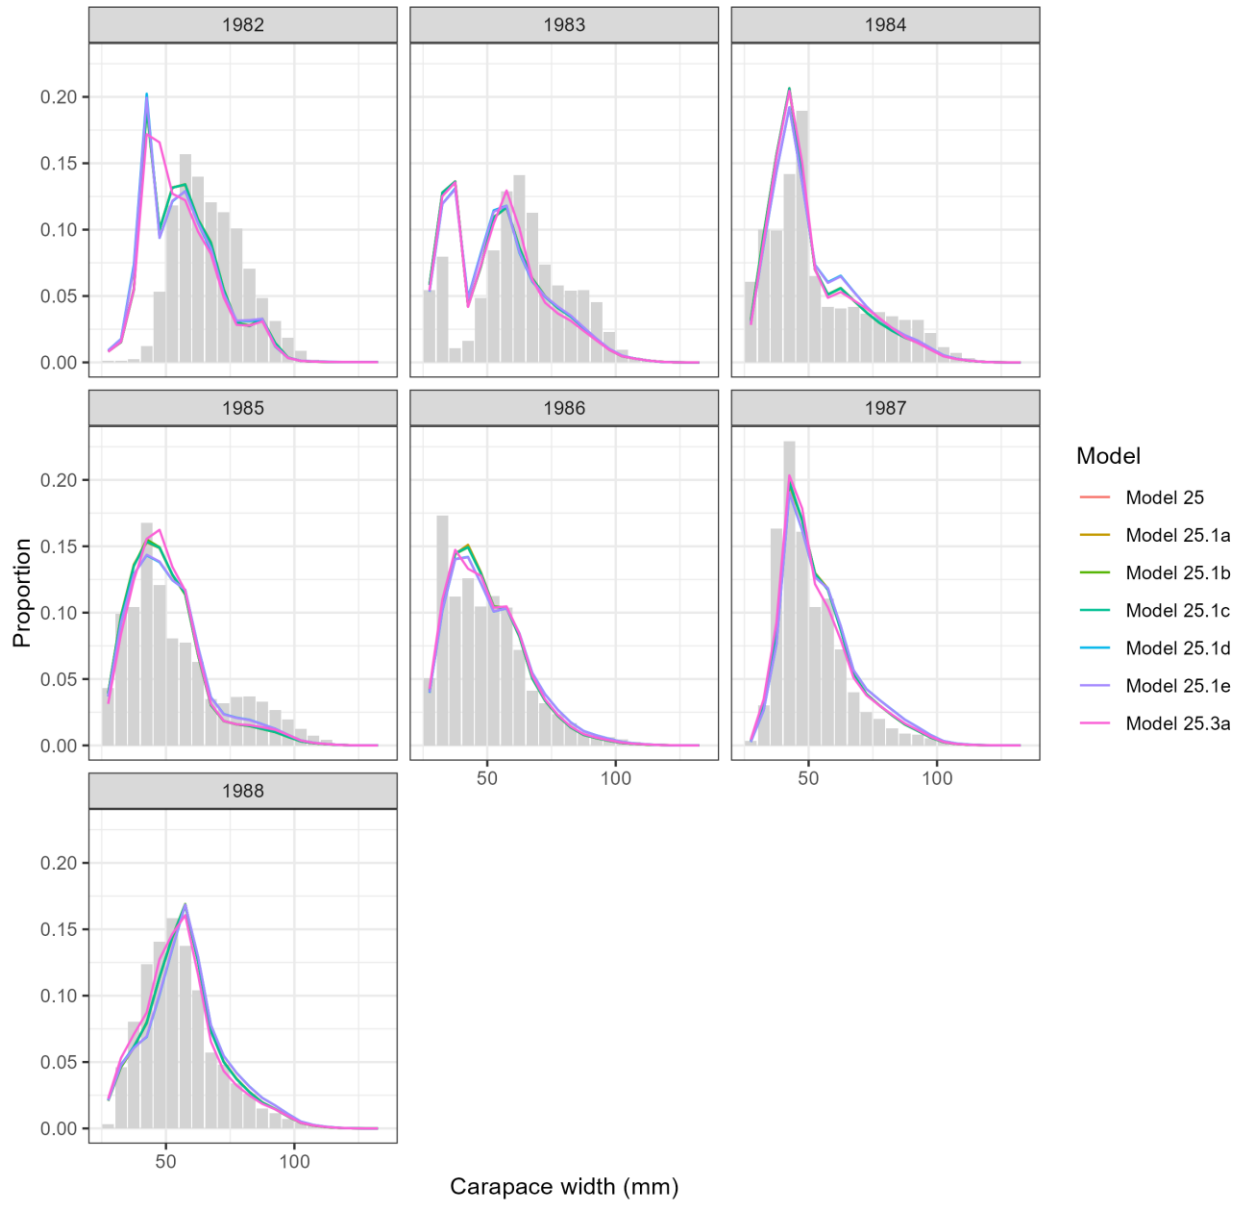 1982
1983
1984
0.20
0.15
0.10
0.05
0.00
1985
1986
1987
0.20
0.15
0.10
0.05
0.00
50
100
50
100
1988
0.20
0.15
0.10
0.05
0.00
50
100
Proportion
Carapace width (mm)
Model
Model 25
Model 25.1a
Model 25.1b
Model 25.1c
Model 25.1d
Model 25.1e
Model 25.3a